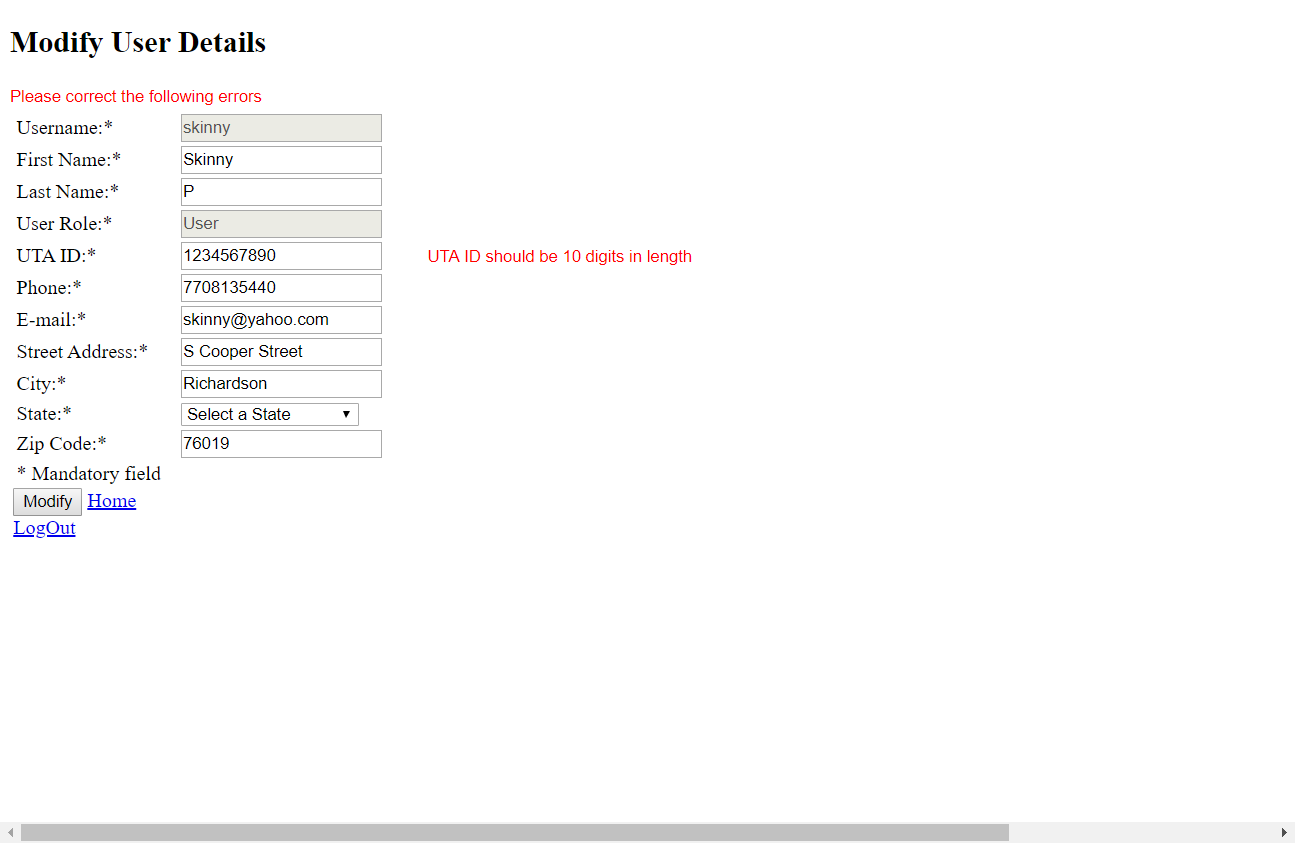 Modify User Details
Please correct the following errors
Username:* skinny
First Name:* Skinny
Last Name:* P
User Role:* User
UTA ID:* 1234567890 UTA ID should be 10 digits in length
Phone:* 7708135440
E-mail:* skinny@yahoo.com
Street Address:* S Cooper Street
City:* Richardson
State:* Select a State
Zip Code:* 76019
* Mandatory field
Modify Home
LogOut